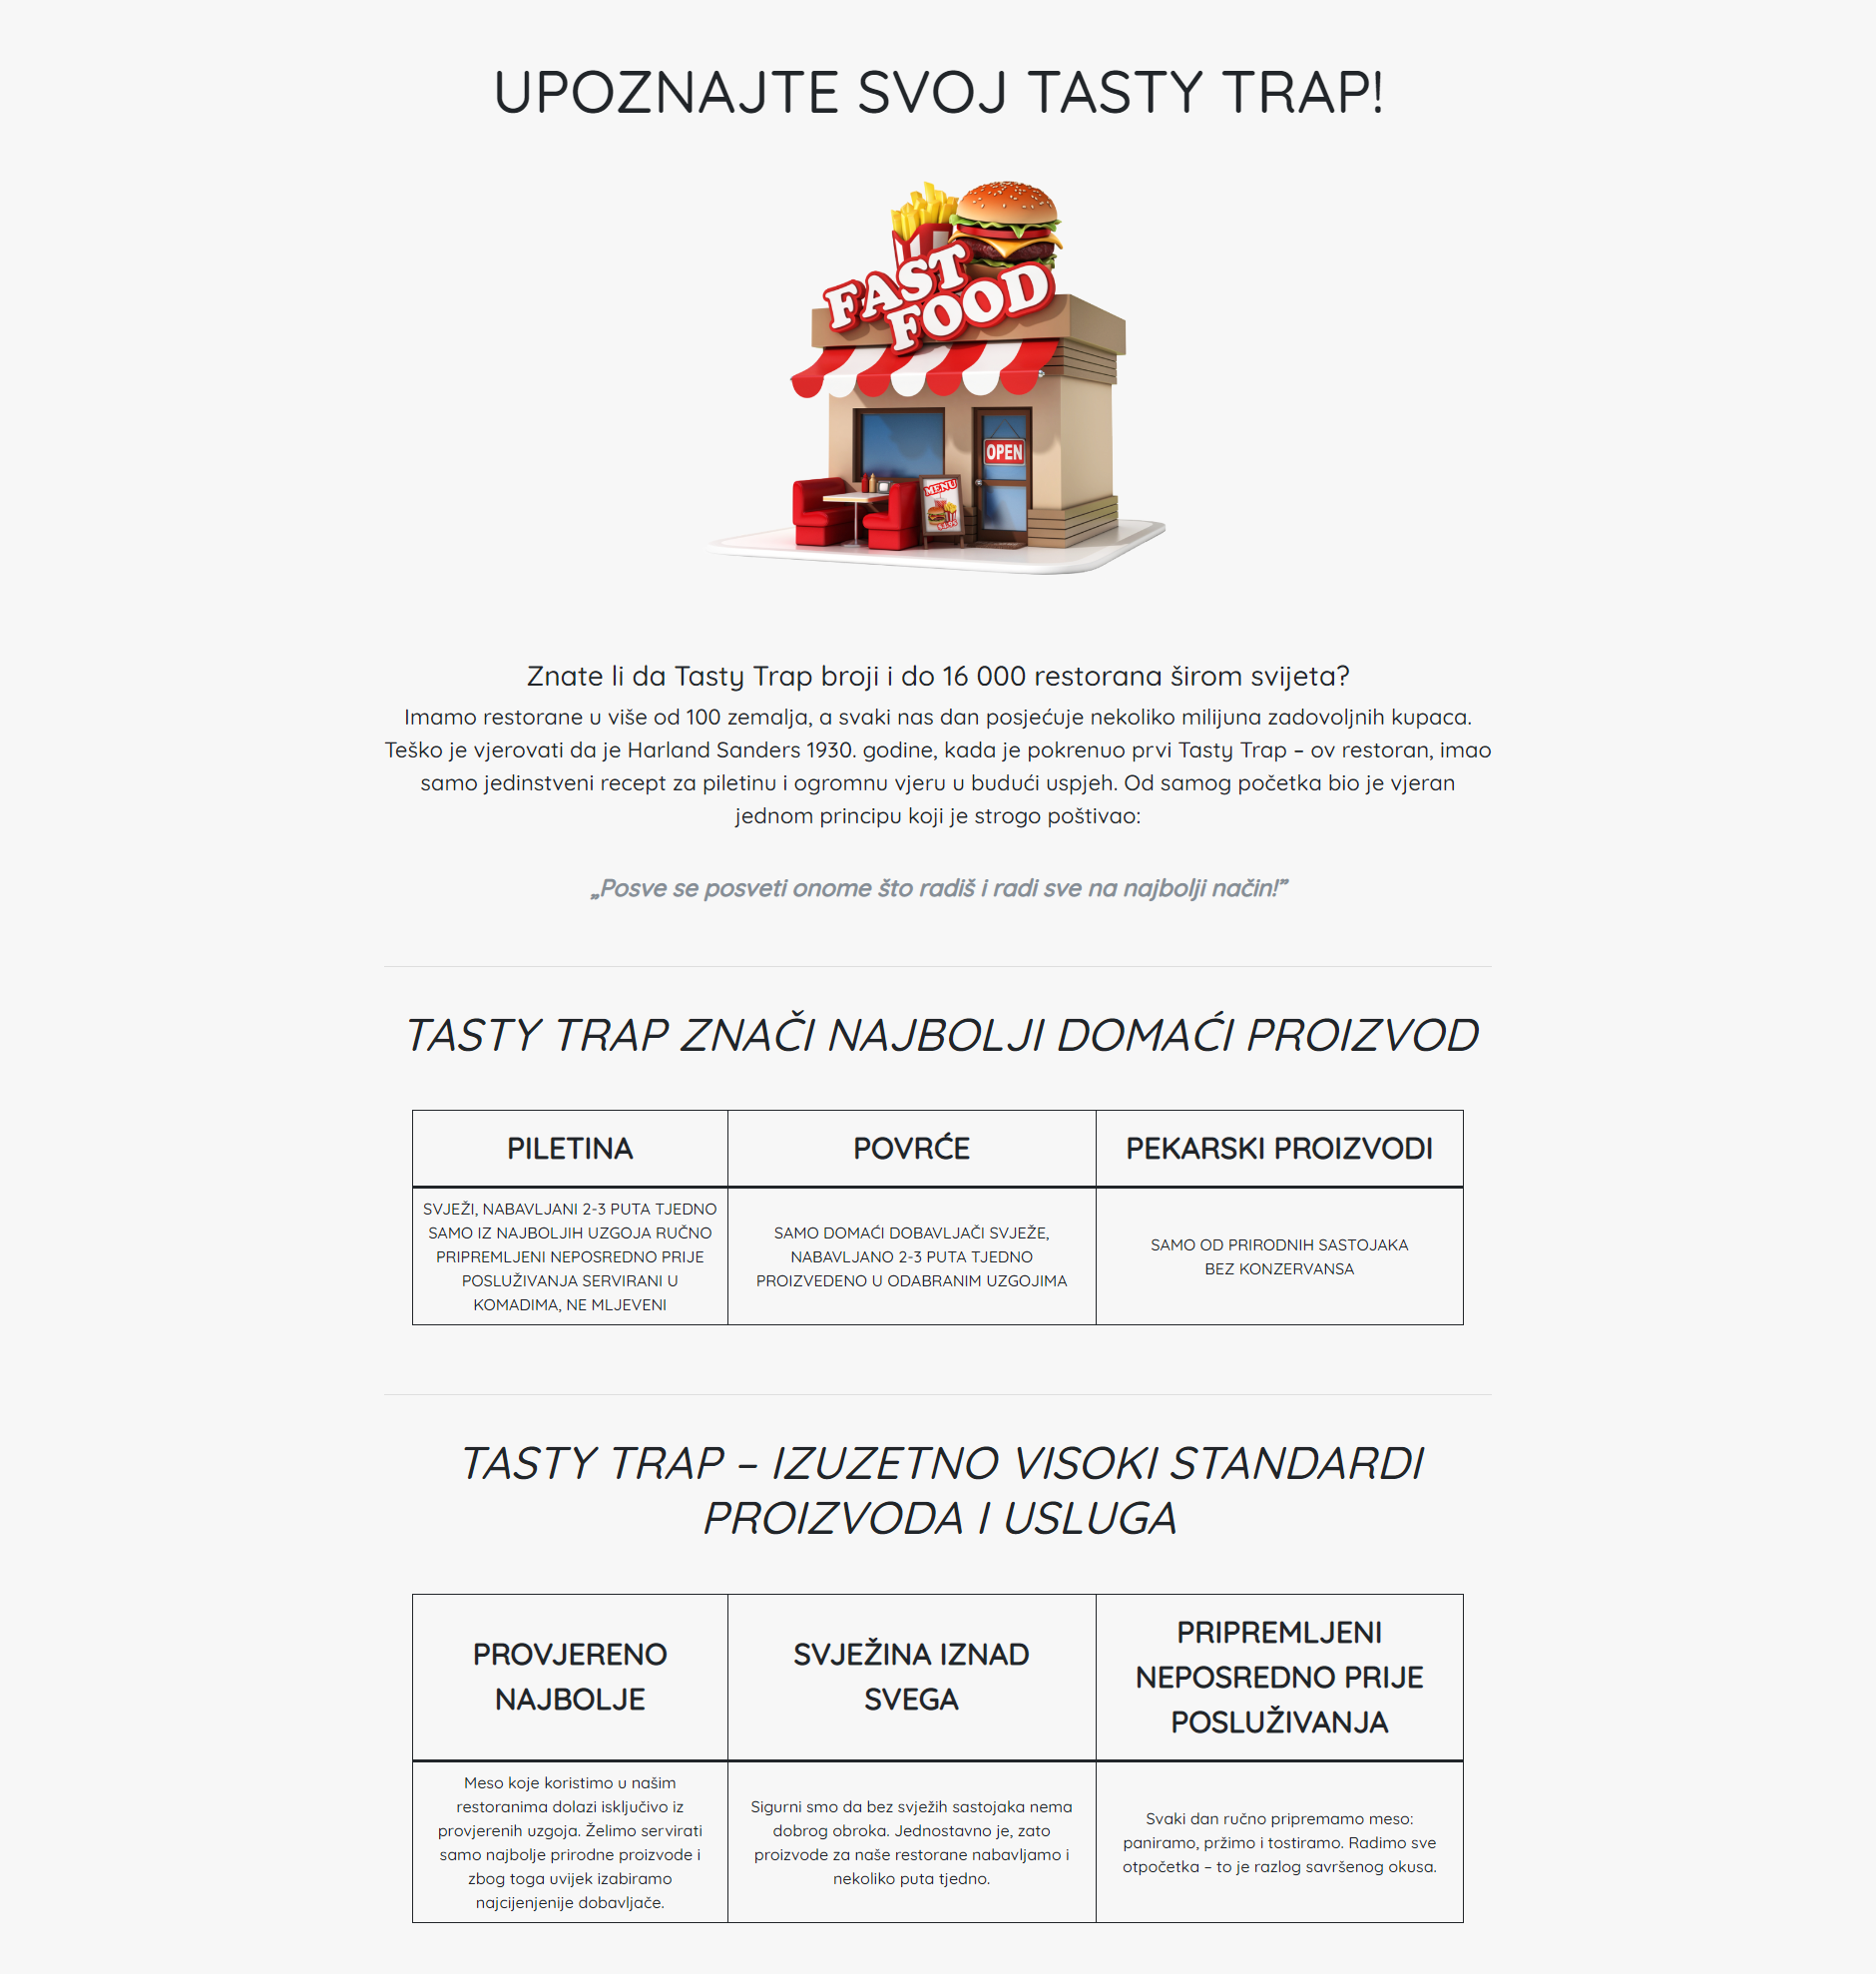 UPOZNAJTE SVOJ TASTY TRAP!
FAST
FOOD
OPEN
MENU
Znate li da Tasty Trap broji i do 16 000 restorana širom svijeta?
Imamo restorane u više od 100 zemalja, a svaki nas dan posjećuje nekoliko milijuna zadovoljnih kupaca.
Teško je vjerovati da je Harland Sanders 1930. godine, kada je pokrenuo prvi Tasty Trap – ov restoran, imao
samo jedinstveni recept za piletinu i ogromnu vjeru u budući uspjeh. Od samog početka bio je vjeran
jednom principu koji je strogo poštivao:
„Posve se posveti onome što radiš i radi sve na najbolji način!”
TASTY TRAP ZNAČI NAJBOLJI DOMAĆI PROIZVOD
PILETINA
SVJEŽI, NABAVLJANI 2-3 PUTA TJEDNO
SAMO IZ NAJBOLJIH UZGOJA RUČNO
PRIPREMLJENI NEPOSREDNO PRIJE
POSLUŽIVANJA SERVIRANI U
KOMADIMA, NE MLJEVENI
POVRĆE
SAMO DOMAĆI DOBAVLJAČI SVJEŽE,
NABAVLJANO 2-3 PUTA TJEDNO
PROIZVEDENO U ODABRANIM UZGOJIMA
PEKARSKI PROIZVODI
SAMO OD PRIRODNIH SASTOJAKA
BEZ KONZERVANSA
TASTY TRAP – IZUZETNO VISOKI STANDARDI
PROIZVODA I USLUGA
PROVJERENO
NAJBOLJE
Meso koje koristimo u našim
restoranima dolazi isključivo iz
provjerenih uzgoja. Želimo servirati
samo najbolje prirodne proizvode i
zbog toga uvijek izabiramo
najcijenjenije dobavljače.
SVJEŽINA IZNAD
SVEGA
Sigurni smo da bez svježih sastojaka nema
dobrog obroka. Jednostavno je, zato
proizvode za naše restorane nabavljamo i
nekoliko puta tjedno.
PRIPREMLJENI
NEPOSREDNO PRIJE
POSLUŽIVANJA
Svaki dan ručno pripremamo meso:
paniramo, pržimo i tostiramo. Radimo sve
otpočetka – to je razlog savršenog okusa.